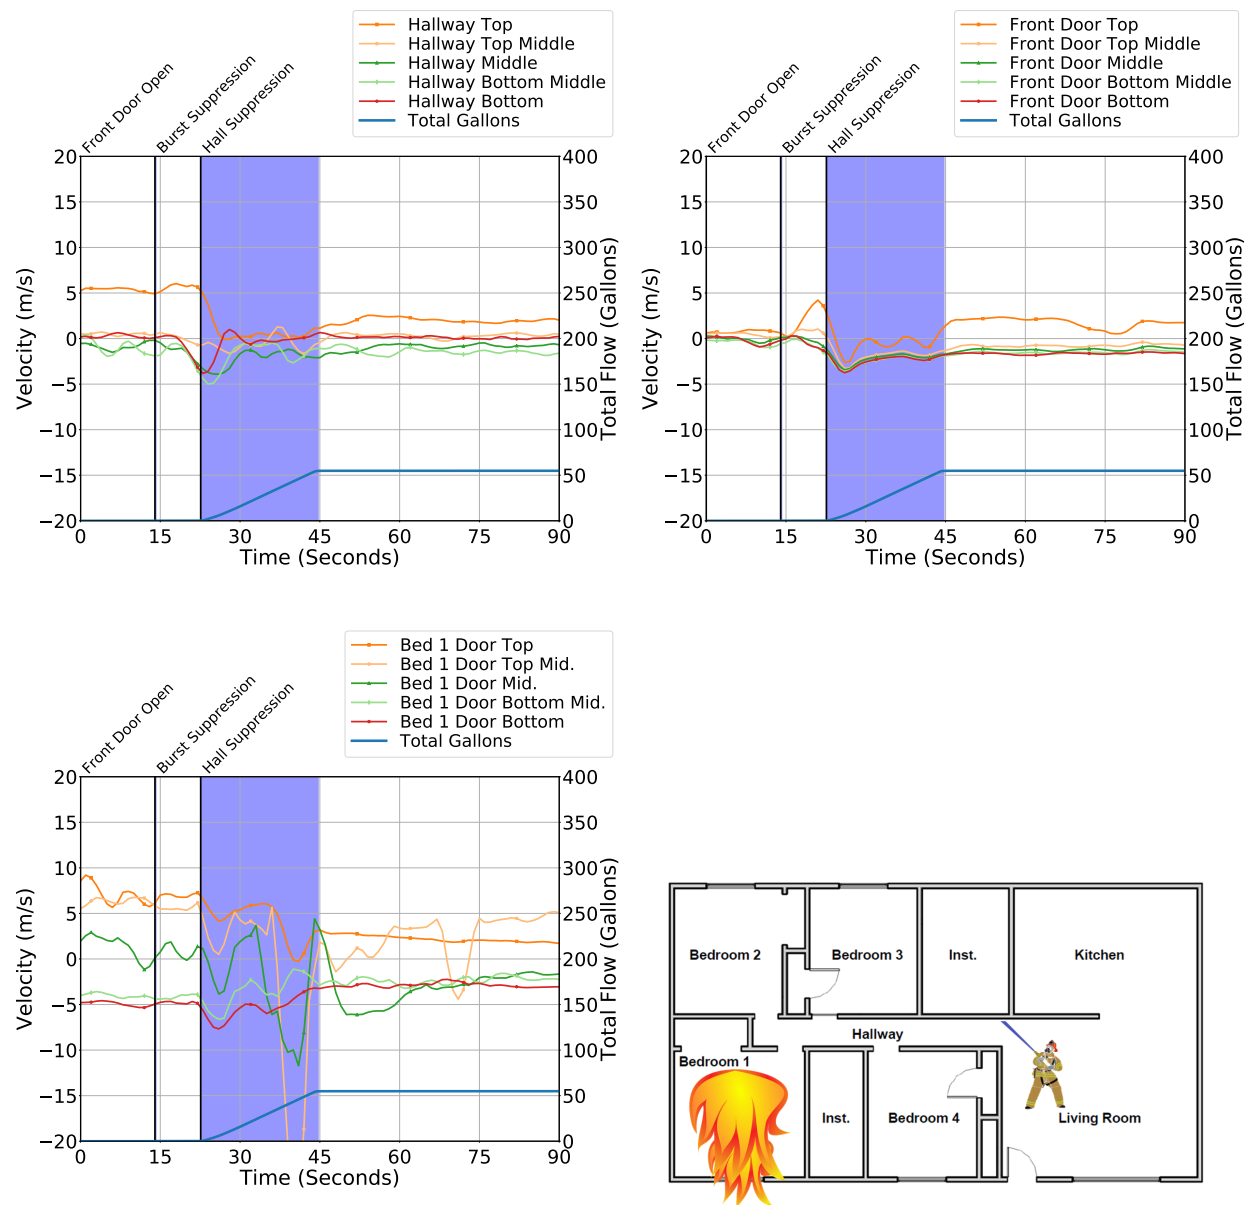 Hallway Top
Hallway Top Middle
Hallway Middle
Hallway Bottom Middle
Hallway Bottom
Total Gallons
Front Door Open
Burst Suppression
Hall Suppression
20
15
10
5
0
−5
−10
−15
−20
Velocity (m/s)
400
350
300
250
200
150
100
50
0
Total Flow (Gallons)
0 15 30 45 60 75 90
Time (Seconds)
Front Door Top
Front Door Top Middle
Front Door Middle
Front Door Bottom Middle
Front Door Bottom
Total Gallons
Front Door Open
Burst Suppression
Hall Suppression
20
15
10
5
0
−5
−10
−15
−20
Velocity (m/s)
400
350
300
250
200
150
100
50
0
Total Flow (Gallons)
0 15 30 45 60 75 90
Time (Seconds)
Bed 1 Door Top
Bed 1 Door Top Mid.
Bed 1 Door Mid.
Bed 1 Door Bottom Mid.
Bed 1 Door Bottom
Total Gallons
Front Door Open
Burst Suppression
Hall Suppression
20
15
10
5
0
−5
−10
−15
−20
Velocity (m/s)
400
350
300
250
200
150
100
50
0
Total Flow (Gallons)
0 15 30 45 60 75 90
Time (Seconds)
Bedroom 2 Bedroom 3 Inst. Kitchen
Hallway
Bedroom 1
Inst. Bedroom 4 Living Room